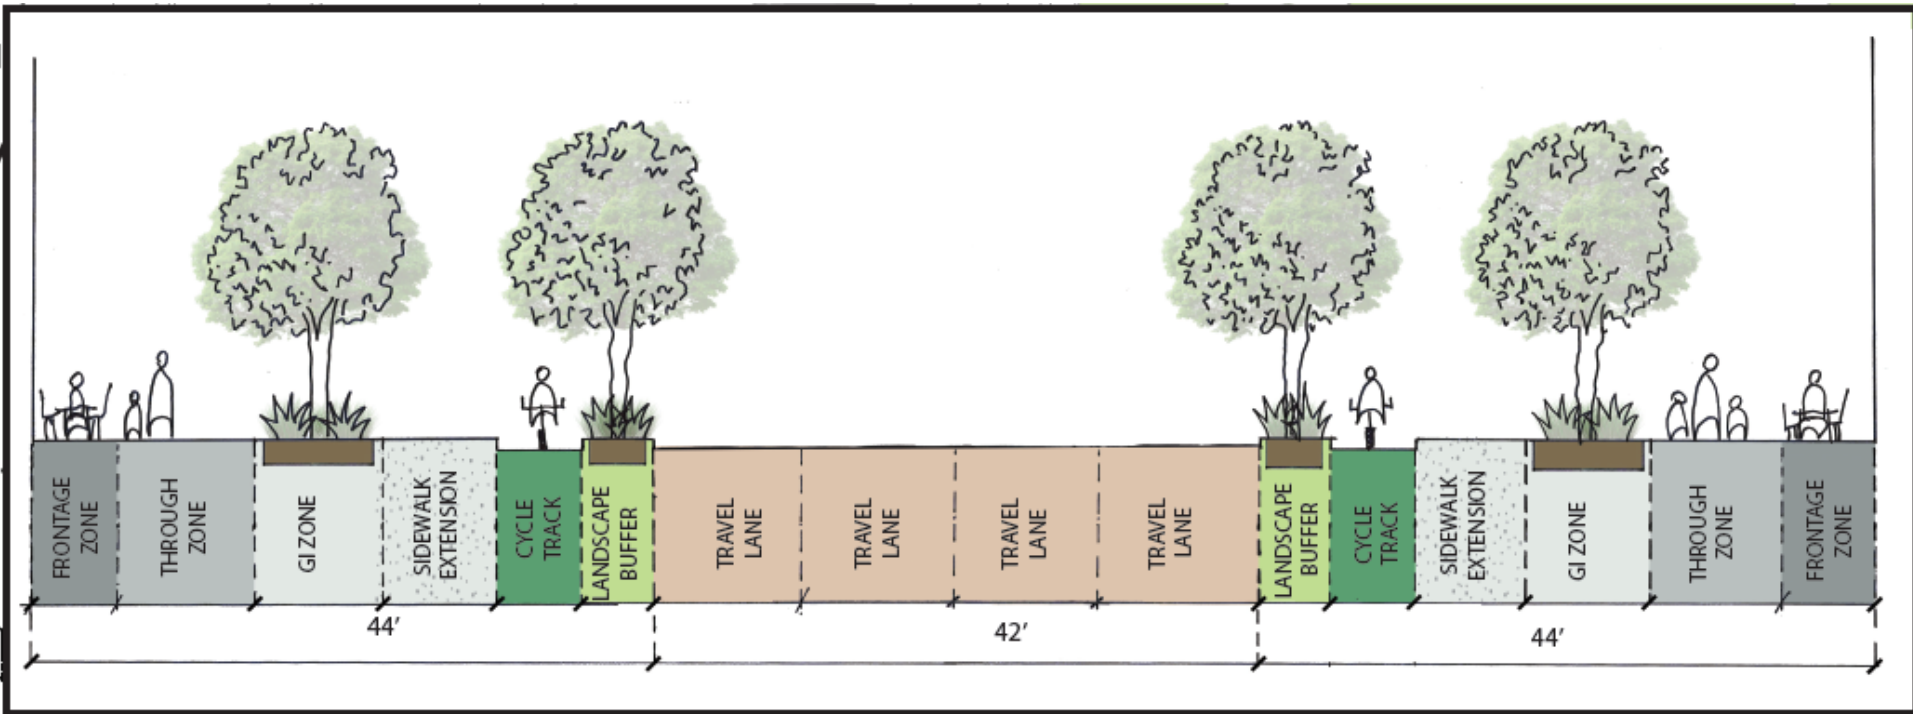 FRONTAGE
ZONE
THROUGH
ZONE
GI ZONE
SIDEWALK
EXTENSION
CYCLE
TRACK
LANDSCAPE
BUFFER
TRAVEL
LANE
TRAVEL
LANE
TRAVEL
LANE
TRAVEL
LANE
LANDSCAPE
BUFFER
CYCLE
TRACK
SIDEWALK
EXTENSION
GI ZONE
THROUGH
ZONE
FRONTAGE
ZONE
44'
42'
44'